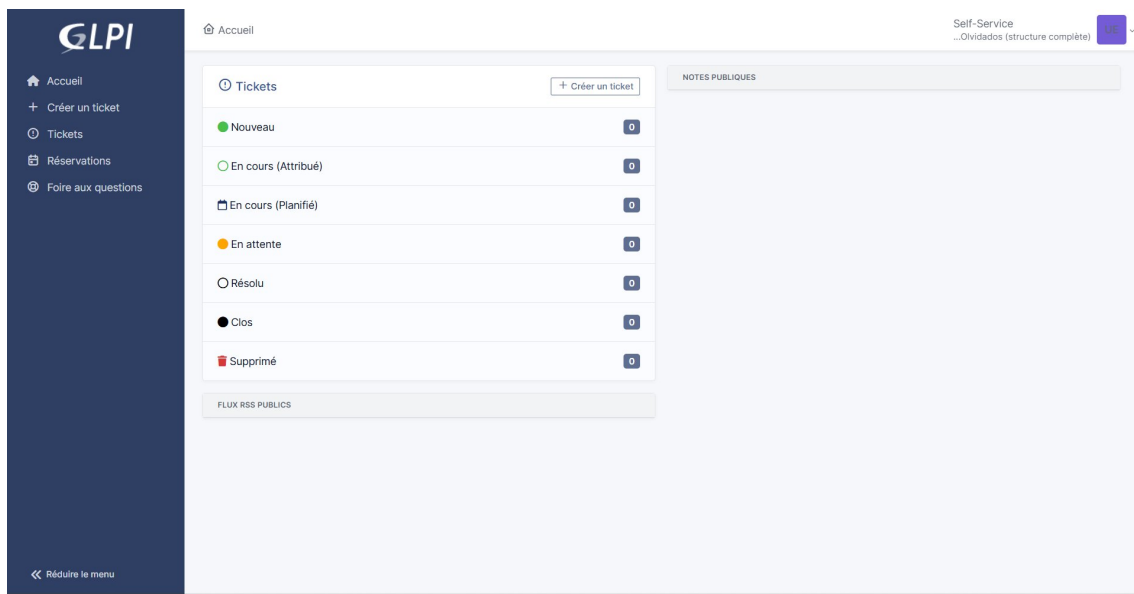 GLPI
Accueil
Créer un ticket
Tickets
Réservations
Foire aux questions
Réduire le menu
Accueil
Self-Service
...Olvidados (structure complète)
UE
Tickets
+ Créer un ticket
Nouveau 0
En cours (Attribué) 0
En cours (Planifié) 0
En attente 0
Résolu 0
Clos 0
Supprimé 0
FLUX RSS PUBLICS
NOTES PUBLIQUES